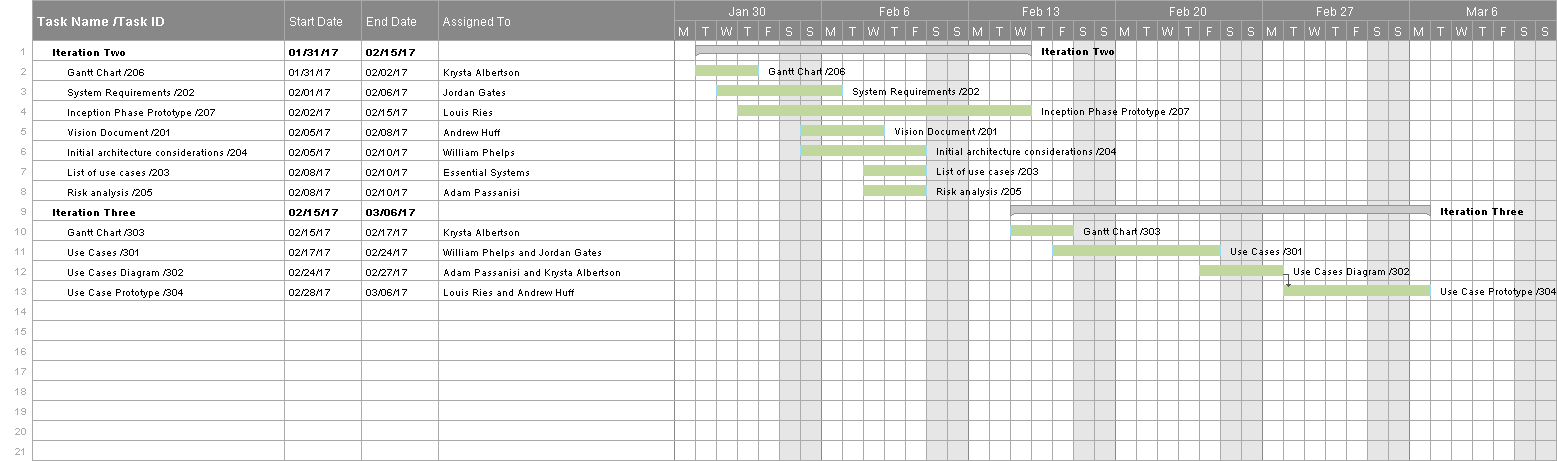 Task Name /Task ID Start Date End Date Assigned To Jan 30 Feb 6 Feb 13 Feb 20 Feb 27 Mar 6
M T W T F S S M T W T F S S M T W T F S S M T W T F S S M T W T F S S M T W T F S S
1 Iteration Two 01/31/17 02/15/17 Iteration Two
2 Gantt Chart /206 01/31/17 02/02/17 Krysta Albertson Gantt Chart /206
3 System Requirements /202 02/01/17 02/06/17 Jordan Gates System Requirements /202
4 Inception Phase Prototype /207 02/02/17 02/15/17 Louis Ries Inception Phase Prototype /207
5 Vision Document /201 02/05/17 02/08/17 Andrew Huff Vision Document /201
6 Initial architecture considerations /204 02/05/17 02/10/17 William Phelps Initial architecture considerations /204
7 List of use cases /203 02/08/17 02/10/17 Essential Systems List of use cases /203
8 Risk analysis /205 02/08/17 02/10/17 Adam Passanisi Risk analysis /205
9 Iteration Three 02/15/17 03/06/17 Iteration Three
10 Gantt Chart /303 02/15/17 02/17/17 Krysta Albertson Gantt Chart /303
11 Use Cases /301 02/17/17 02/24/17 William Phelps and Jordan Gates Use Cases /301
12 Use Cases Diagram /302 02/24/17 02/27/17 Adam Passanisi and Krysta Albertson Use Cases Diagram /302
13 Use Case Prototype /304 02/28/17 03/06/17 Louis Ries and Andrew Huff Use Case Prototype /304
14
15
16
17
18
19
20
21